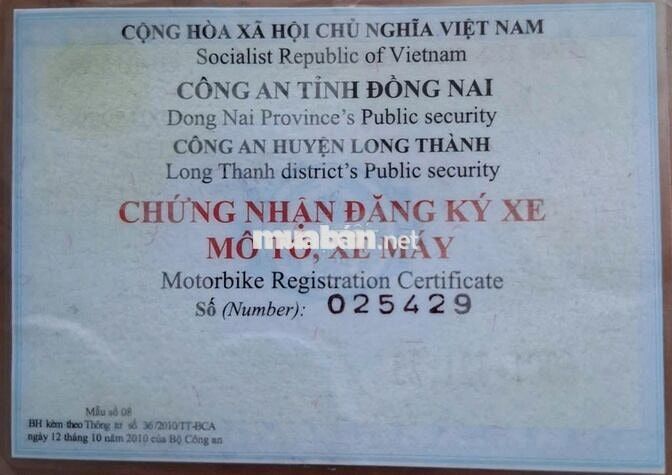 CỘNG HÒA XÃ HỘI CHỦ NGHĨA VIỆT NAM
Socialist Republic of Vietnam
CÔNG AN TỈNH ĐỒNG NAI
Dong Nai Province's Public security
CÔNG AN HUYỆN LONG THÀNH
Long Thanh district's Public security
CHỨNG NHẬN ĐĂNG KÝ XE
MÔ TÔ, XE MÁY
muabán.net
Motorbike Registration Certificate
Số (Number): 025429
Mẫu số 08
BH kèm theo Thông tư số 36/2010/TT-BCA
ngày 12 tháng 10 năm 2010 của Bộ Công an